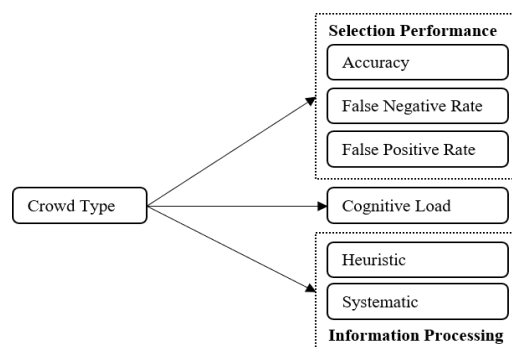 Selection Performance
Accuracy
False Negative Rate
False Positive Rate
Crowd Type
Cognitive Load
Heuristic
Systematic
Information Processing